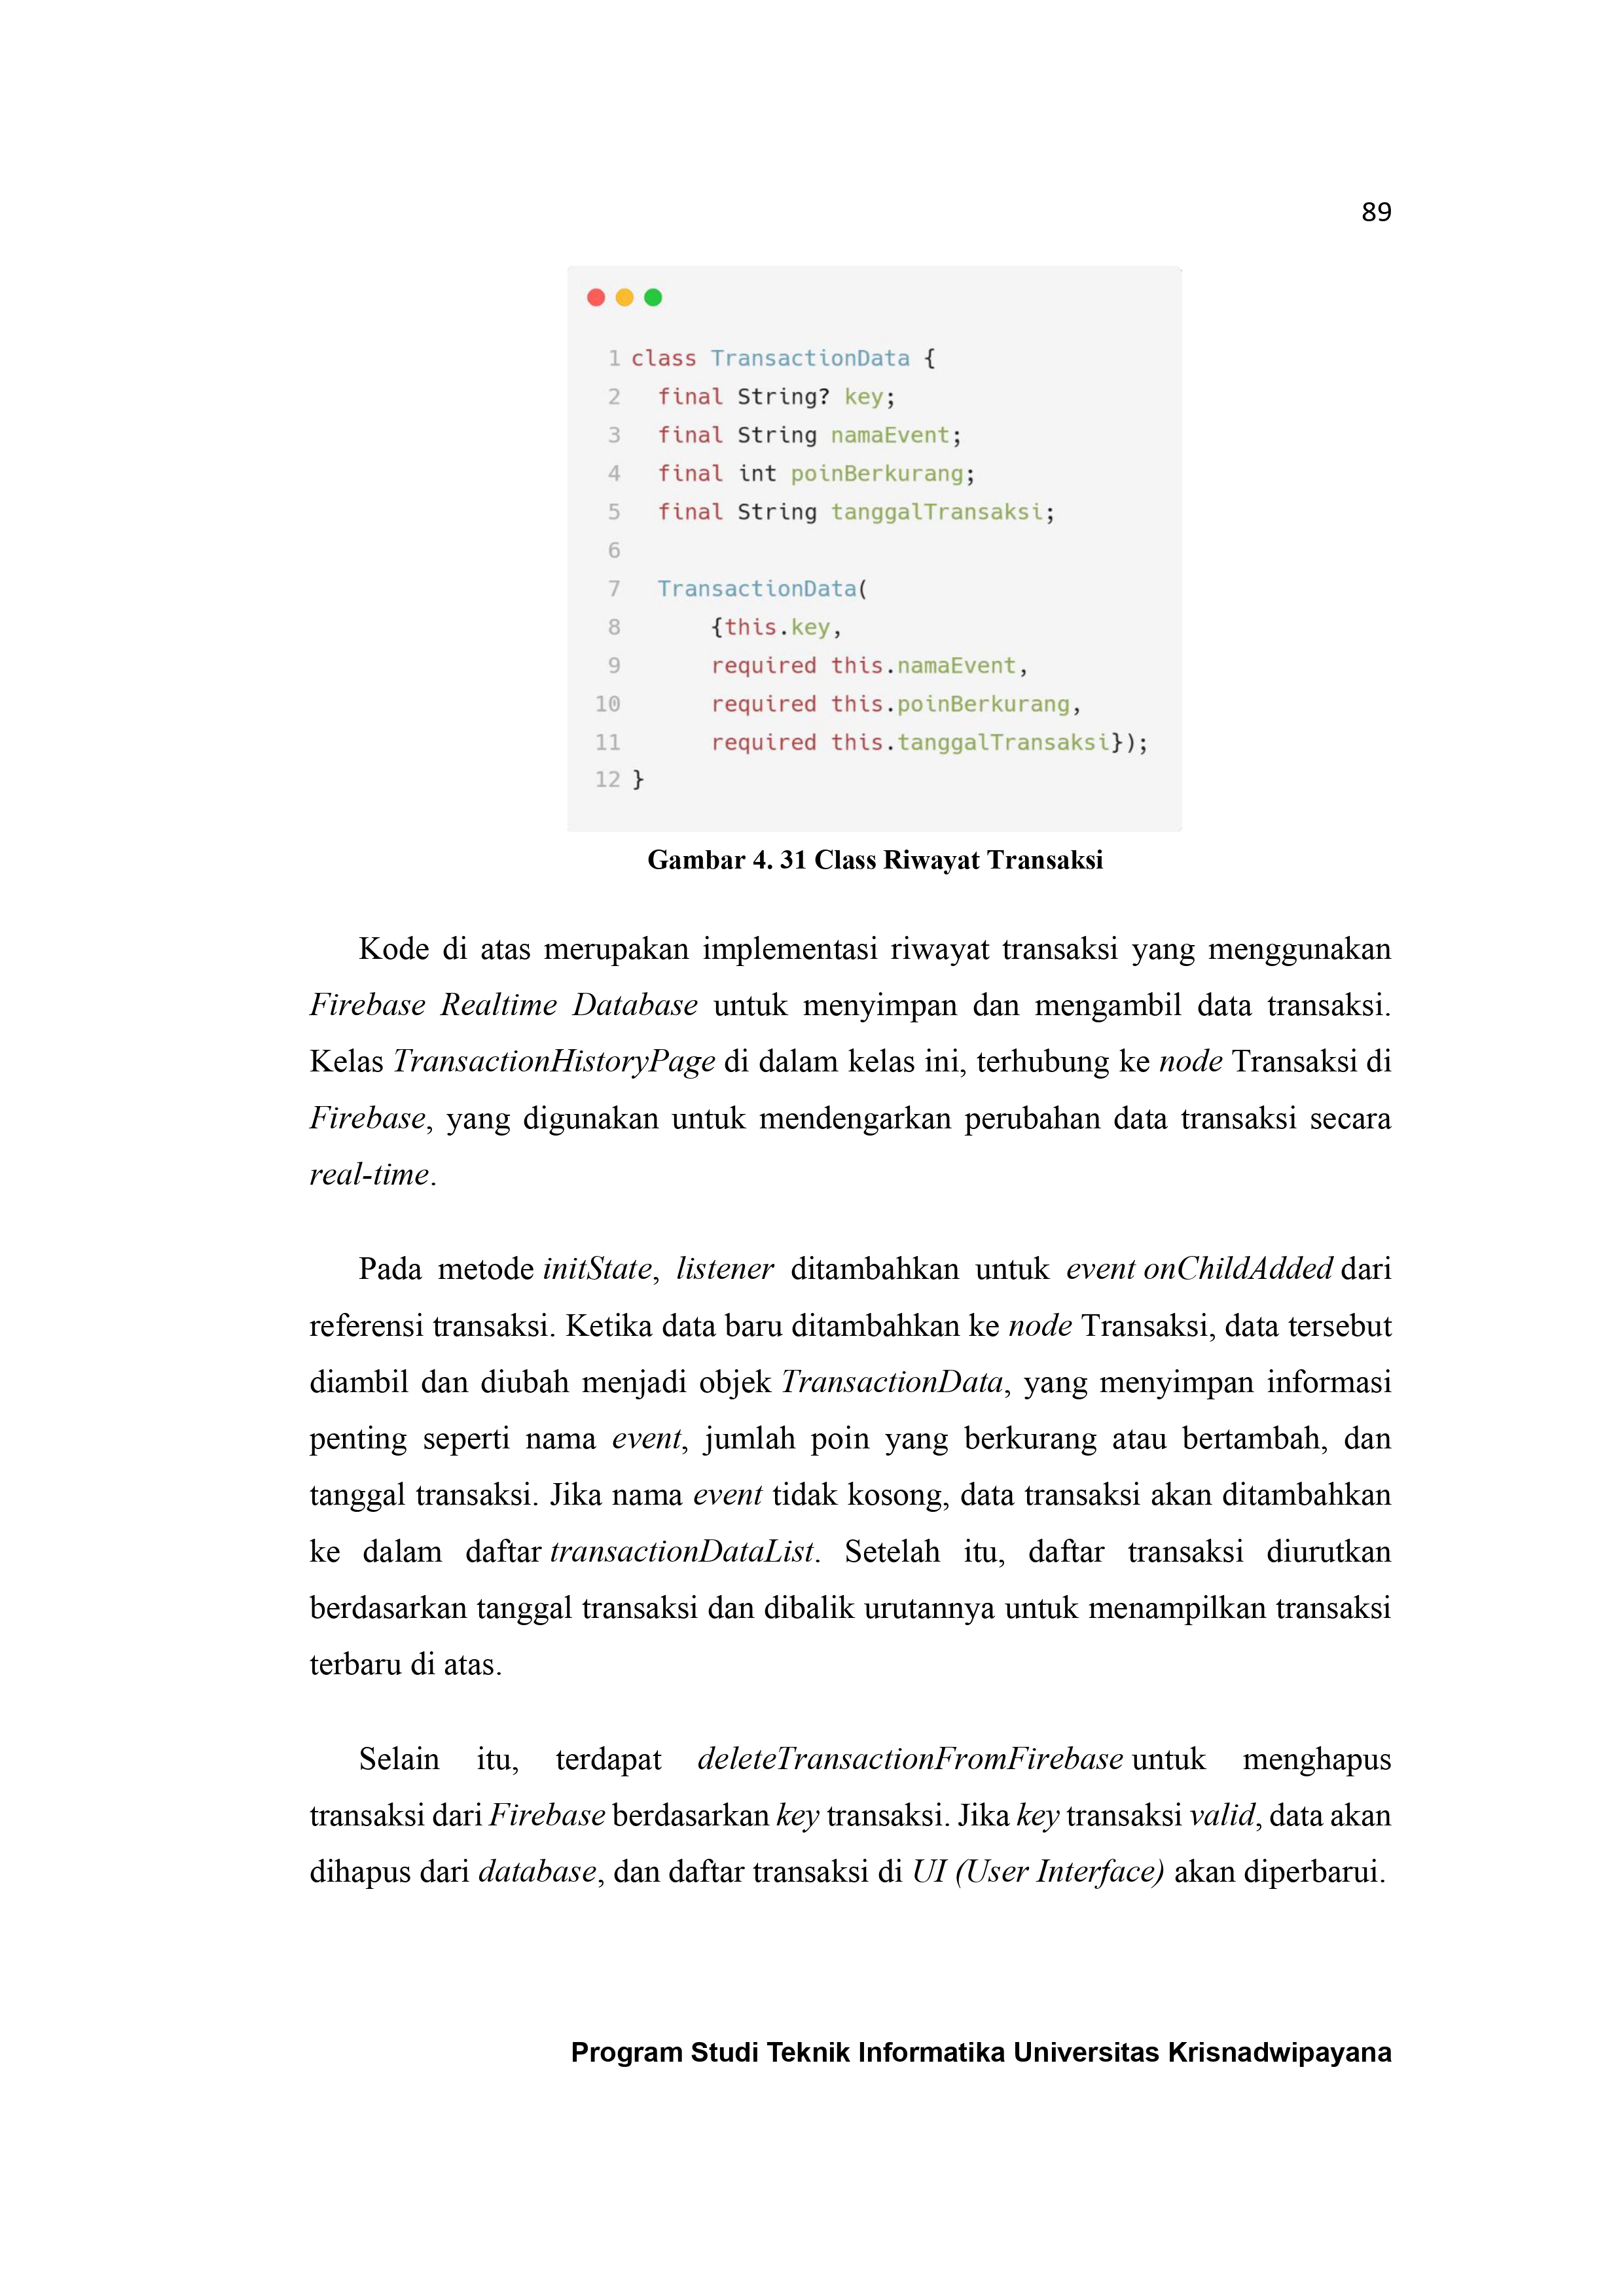 89
1 class TransactionData {
2 final String? key;
3 final String namaEvent;
4 final int poinBerkurang;
5 final String tanggalTransaksi;
6
7 TransactionData(
8 {this.key,
9 required this.namaEvent,
10 required this.poinBerkurang,
11 required this.tanggalTransaksi});
12 }
Gambar 4. 31 Class Riwayat Transaksi
Kode di atas merupakan implementasi riwayat transaksi yang menggunakan
Firebase Realtime Database untuk menyimpan dan mengambil data transaksi.
Kelas TransactionHistoryPage di dalam kelas ini, terhubung ke node Transaksi di
Firebase, yang digunakan untuk mendengarkan perubahan data transaksi secara
real-time.
Pada metode initState, listener ditambahkan untuk event onChildAdded dari
referensi transaksi. Ketika data baru ditambahkan ke node Transaksi, data tersebut
diambil dan diubah menjadi objek TransactionData, yang menyimpan informasi
penting seperti nama event, jumlah poin yang berkurang atau bertambah, dan
tanggal transaksi. Jika nama event tidak kosong, data transaksi akan ditambahkan
ke dalam daftar transactionDataList. Setelah itu, daftar transaksi diurutkan
berdasarkan tanggal transaksi dan dibalik urutannya untuk menampilkan transaksi
terbaru di atas.
Selain itu, terdapat deleteTransactionFromFirebase untuk menghapus
transaksi dari Firebase berdasarkan key transaksi. Jika key transaksi valid, data akan
dihapus dari database, dan daftar transaksi di UI (User Interface) akan diperbarui.
Program Studi Teknik Informatika Universitas Krisnadwipayana